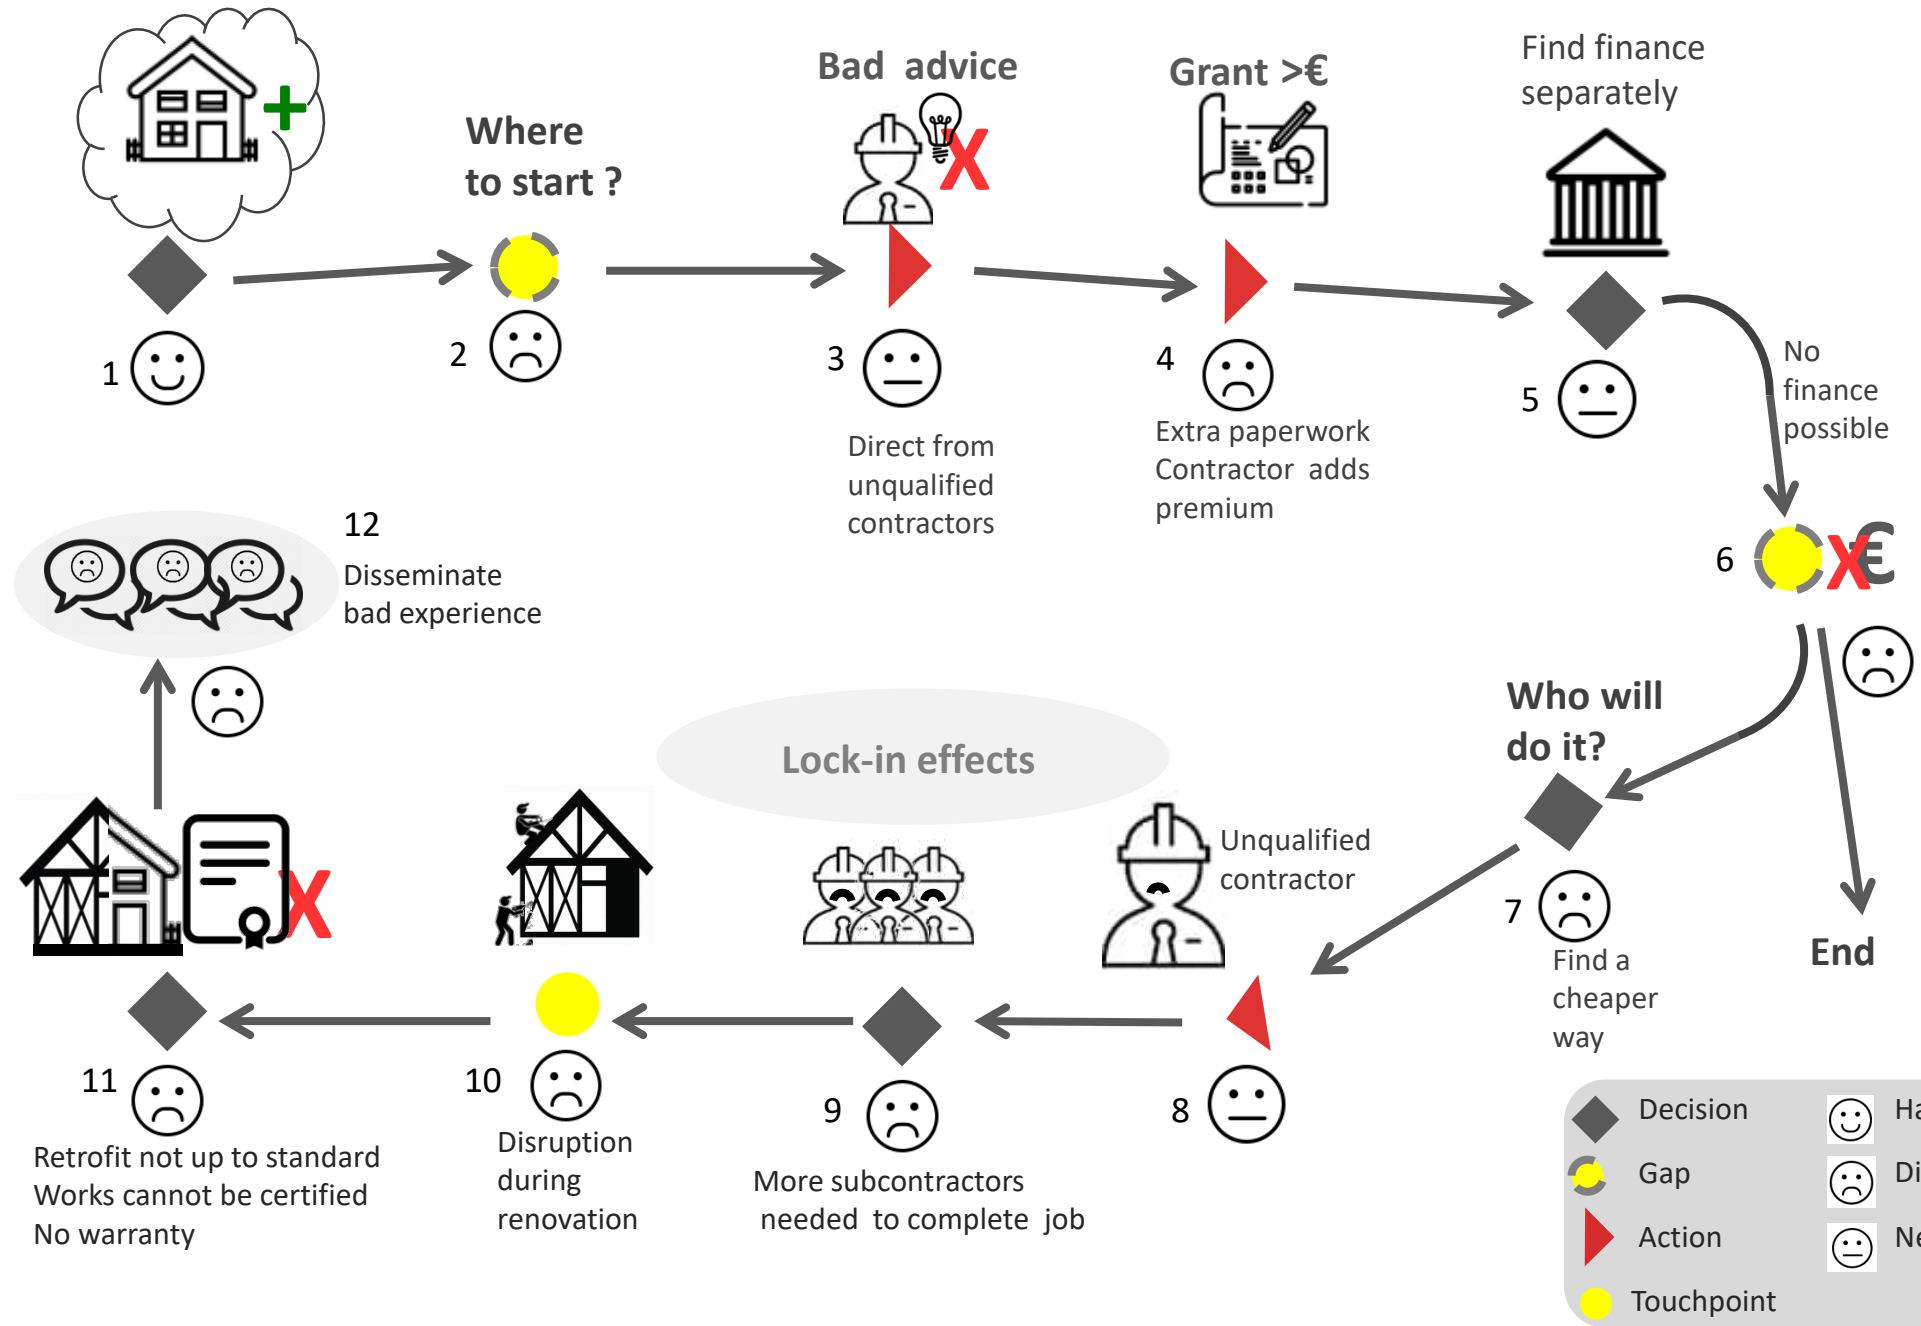 Where
to start ?
Bad advice
Grant >€
Find finance
separately
1
2
3
4
5
Direct from
unqualified
contractors
Extra paperwork
Contractor adds
premium
No
finance
possible
6
X€
12
Disseminate
bad experience
Who will
do it?
Lock-in effects
Unqualified
contractor
7
Find a
cheaper
way
End
11
10
9
8
Retrofit not up to standard
Works cannot be certified
No warranty
Disruption
during
renovation
More subcontractors
needed to complete job
Decision
Gap
Action
Touchpoint
Ha
Di
Ne